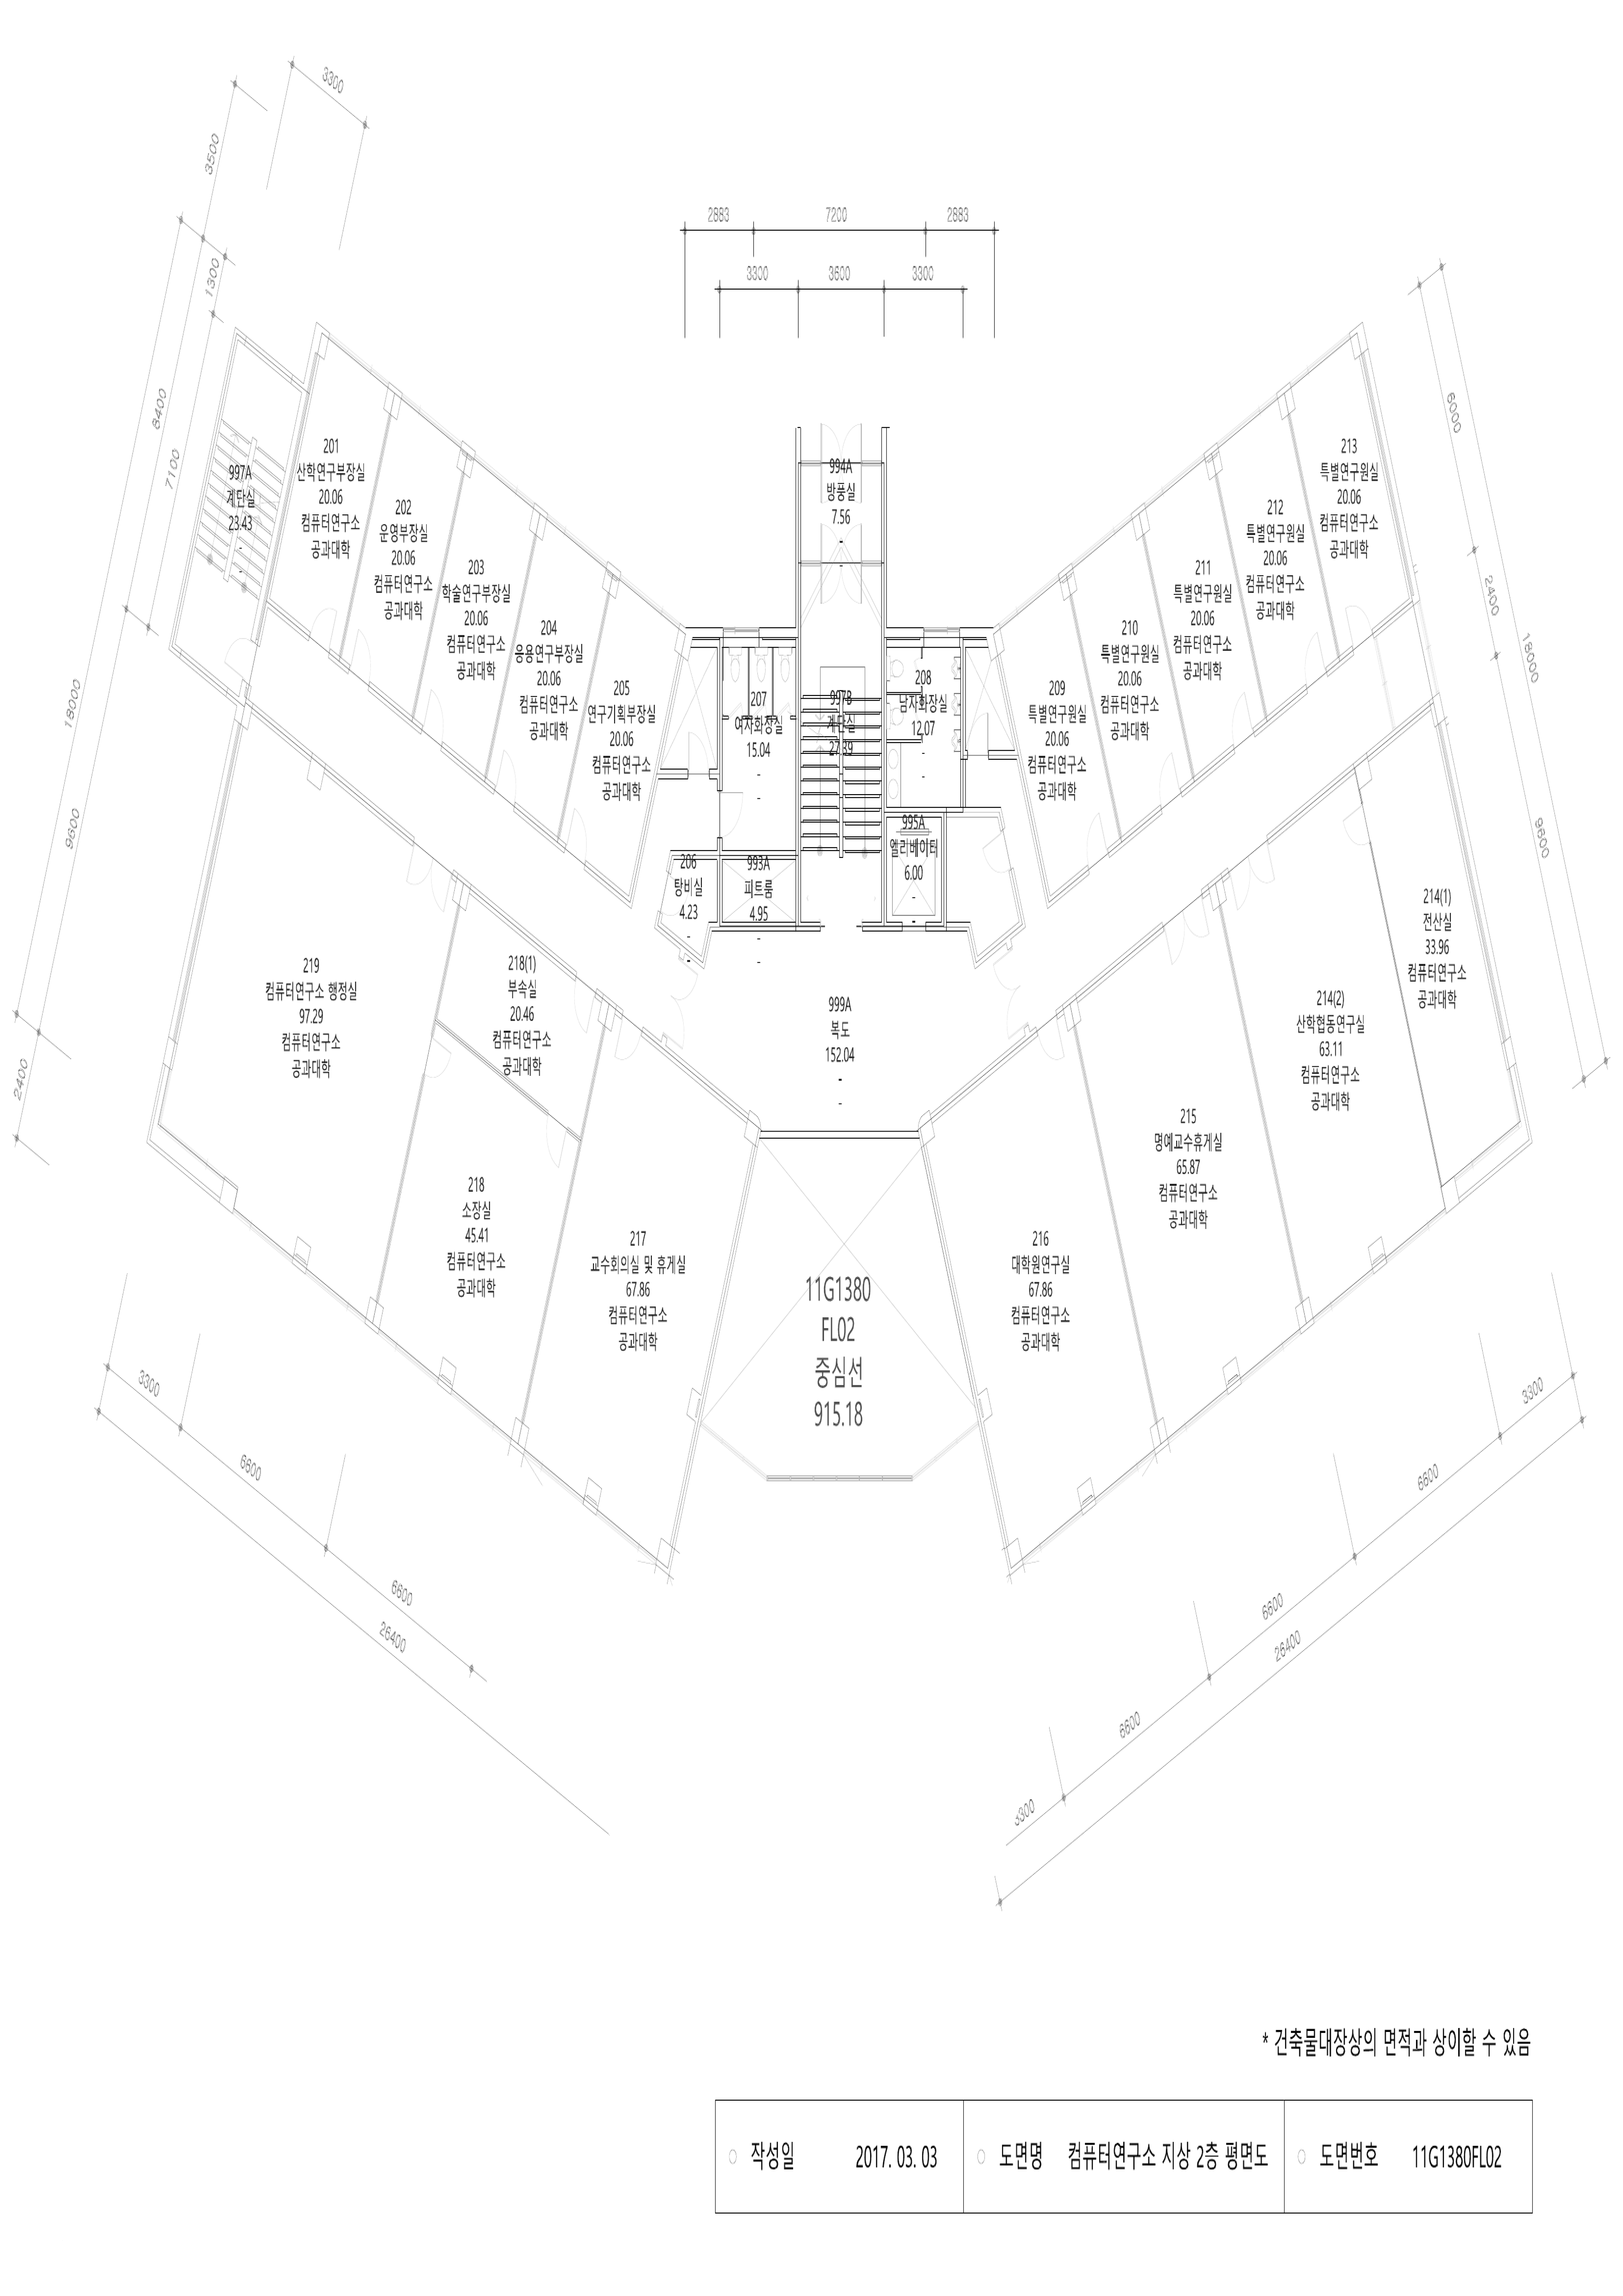 3300
3500
1300
8400
7100
18000
9600
2400
2883
7200
2883
3300
3600
3300
6000
2400
18000
9600
997A
계단실
23.43
-
-
201
산학연구부장실
20.06
컴퓨터연구소
공과대학
202
운영부장실
20.06
컴퓨터연구소
공과대학
203
학술연구부장실
20.06
컴퓨터연구소
공과대학
204
응용연구부장실
20.06
컴퓨터연구소
공과대학
205
연구기획부장실
20.06
컴퓨터연구소
공과대학
994A
방풍실
7.56
-
-
207
여자화장실
15.04
-
-
997B
계단실
27.39
208
남자화장실
12.07
-
-
206
탕비실
4.23
-
-
993A
피트룸
4.95
-
-
995A
엘리베이터
6.00
-
-
209
특별연구원실
20.06
컴퓨터연구소
공과대학
210
특별연구원실
20.06
컴퓨터연구소
공과대학
211
특별연구원실
20.06
컴퓨터연구소
공과대학
212
특별연구원실
20.06
컴퓨터연구소
공과대학
213
특별연구원실
20.06
컴퓨터연구소
공과대학
219
컴퓨터연구소 행정실
97.29
컴퓨터연구소
공과대학
218(1)
부속실
20.46
컴퓨터연구소
공과대학
218
소장실
45.41
컴퓨터연구소
공과대학
217
교수회의실 및 휴게실
67.86
컴퓨터연구소
공과대학
999A
복도
152.04
-
-
11G1380
FL02
중심선
915.18
216
대학원연구실
67.86
컴퓨터연구소
공과대학
215
명예교수휴게실
65.87
컴퓨터연구소
공과대학
214(2)
산학협동연구실
63.11
컴퓨터연구소
공과대학
214(1)
전산실
33.96
컴퓨터연구소
공과대학
3300
6600
6600
26400
3300
6600
6600
26400
6600
3300
* 건축물대장상의 면적과 상이할 수 있음
작성일 2017. 03. 03
도면명 컴퓨터연구소 지상 2층 평면도
도면번호 11G1380FL02